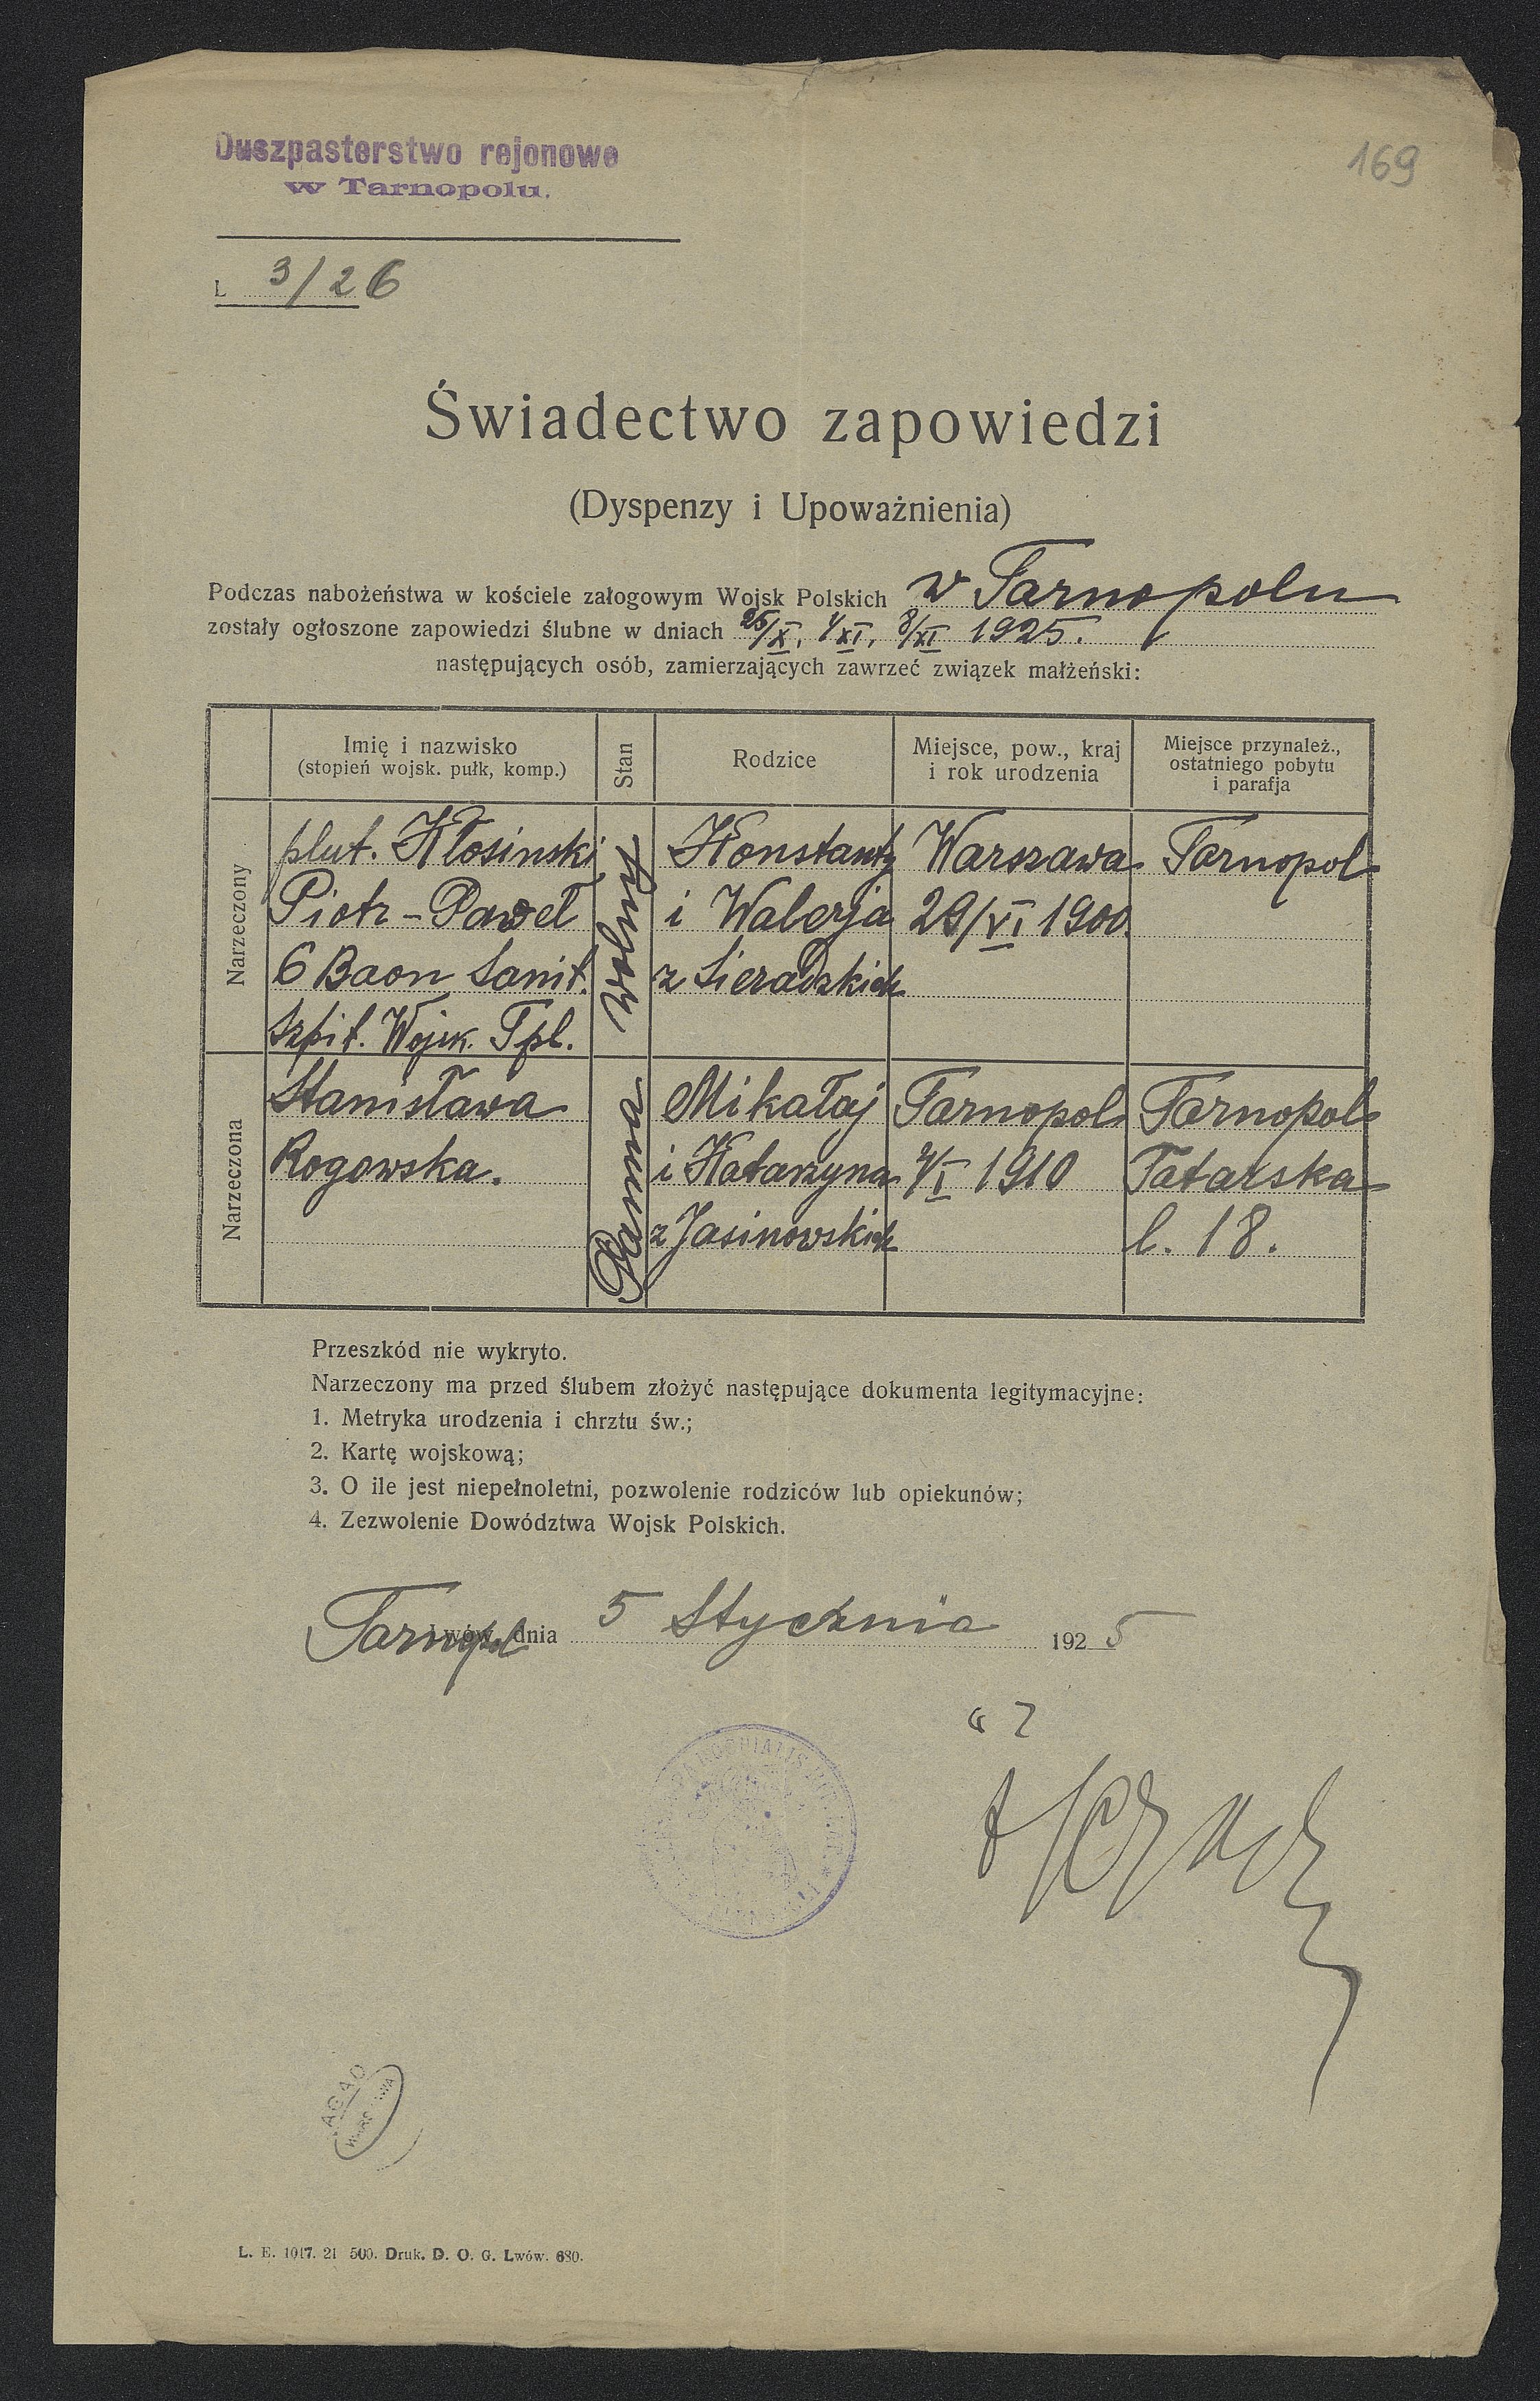 Duszpasterstwo rejonowe
w Tarnopolu.
169
L 3/26
Świadectwo zapowiedzi
(Dyspenzy i Upoważnienia)
Podczas nabożeństwa w kościele załogowym Wojsk Polskich w Tarnopolu
zostały ogłoszone zapowiedzi ślubne w dniach 25/X, 1/XI, 8/XI 1925.
następujących osób, zamierzających zawrzeć związek małżeński:
Imię i nazwisko
(stopień wojsk. pułk, komp.)
Stan
Rodzice
Miejsce, pow., kraj
i rok urodzenia
Miejsce przynależ.,
ostatniego pobytu
i parafja
Narzeczony
plut. Kłosinski
Piotr-Paweł
6 Baon Sanit.
Szpit. Wojsk. Tpl.
Wolny
Konstanty
i Walerja
z Sieradzkich
Warszawa
29/VI 1900.
Tarnopol
Narzeczona
Stanisława
Rogowska.
Panna
Mikołaj
i Katarzyna
z Jasinowskich
Tarnopol
/I 1910
Tarnopol
Tatarska
l. 18.
Przeszkód nie wykryto.
Narzeczony ma przed ślubem złożyć następujące dokumenta legitymacyjne:
1. Metryka urodzenia i chrztu św.;
2. Kartę wojskową;
3. O ile jest niepełnoletni, pozwolenie rodziców lub opiekunów;
4. Zezwolenie Dowództwa Wojsk Polskich.
Tarnopol Lwów, dnia 5 Stycznia 1925
PAROCHIALIS
AGAD
WARSZAWA
L. E. 1017. 21 500. Druk. D. O. G. Lwów. 680.